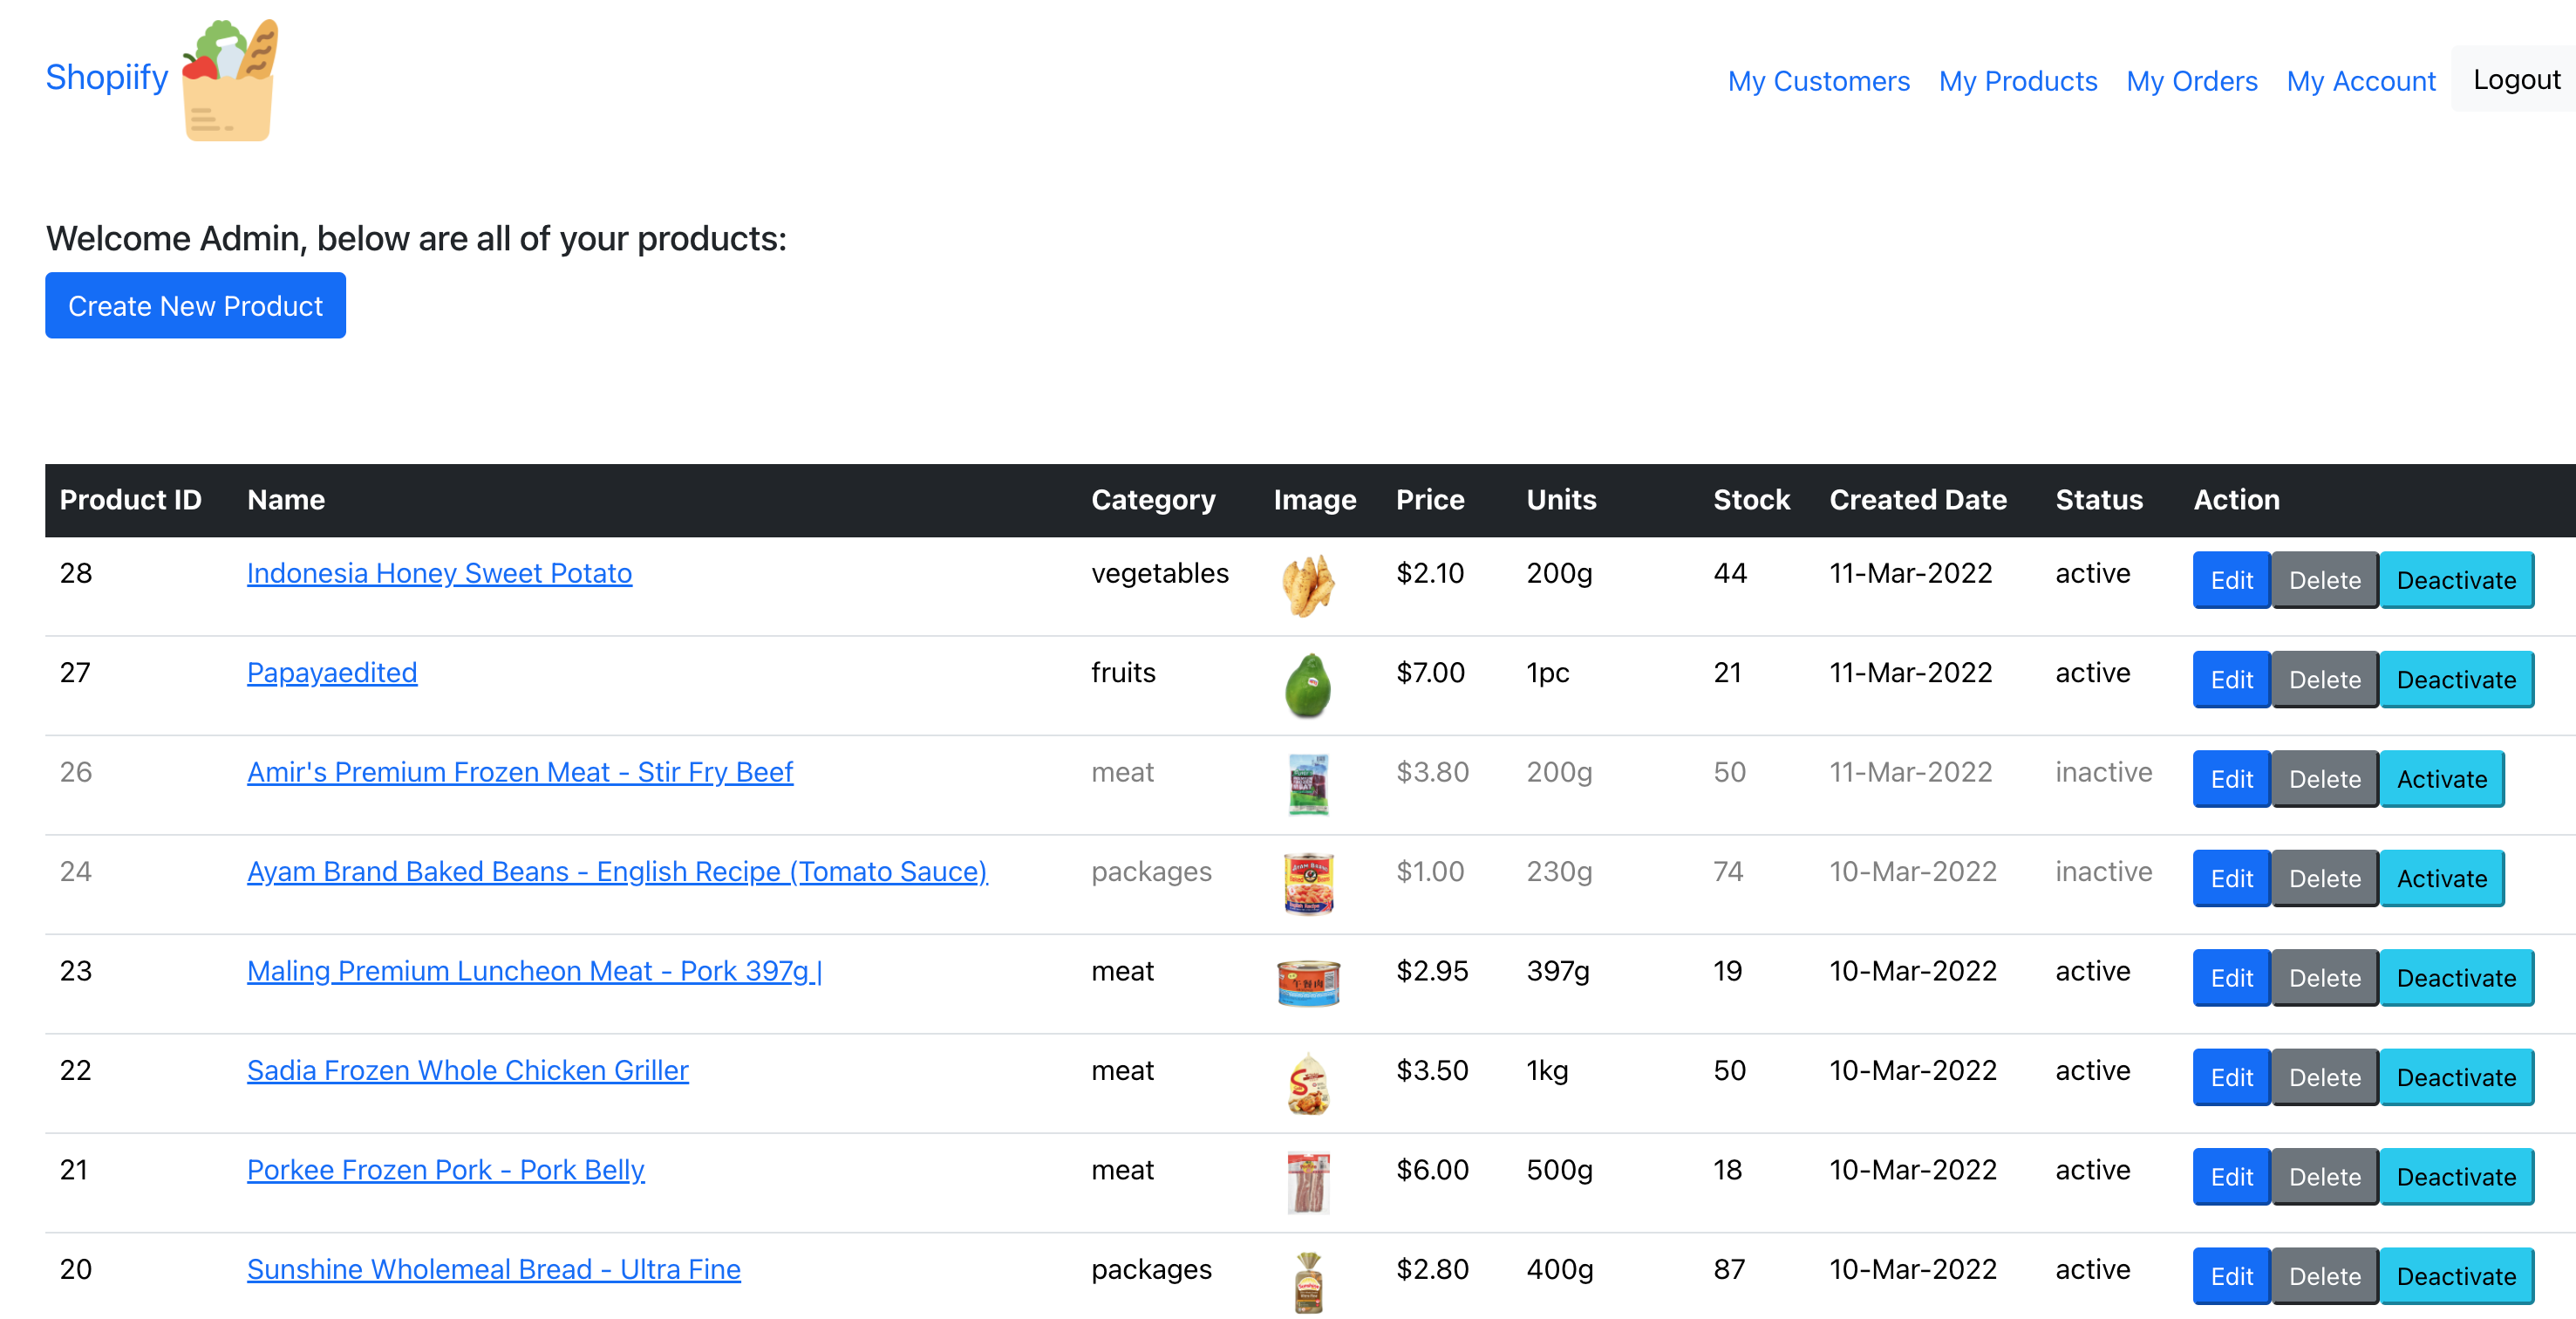 Shopiify
My Customers My Products My Orders My Account Logout
Welcome Admin, below are all of your products:
Create New Product
Product ID Name Category Image Price Units Stock Created Date Status Action
28 Indonesia Honey Sweet Potato vegetables $2.10 200g 44 11-Mar-2022 active Edit Delete Deactivate
27 Papayaedited fruits $7.00 1pc 21 11-Mar-2022 active Edit Delete Deactivate
26 Amir's Premium Frozen Meat - Stir Fry Beef meat $3.80 200g 50 11-Mar-2022 inactive Edit Delete Activate
24 Ayam Brand Baked Beans - English Recipe (Tomato Sauce) packages $1.00 230g 74 10-Mar-2022 inactive Edit Delete Activate
23 Maling Premium Luncheon Meat - Pork 397g | meat $2.95 397g 19 10-Mar-2022 active Edit Delete Deactivate
22 Sadia Frozen Whole Chicken Griller meat $3.50 1kg 50 10-Mar-2022 active Edit Delete Deactivate
21 Porkee Frozen Pork - Pork Belly meat $6.00 500g 18 10-Mar-2022 active Edit Delete Deactivate
20 Sunshine Wholemeal Bread - Ultra Fine packages $2.80 400g 87 10-Mar-2022 active Edit Delete Deactivate